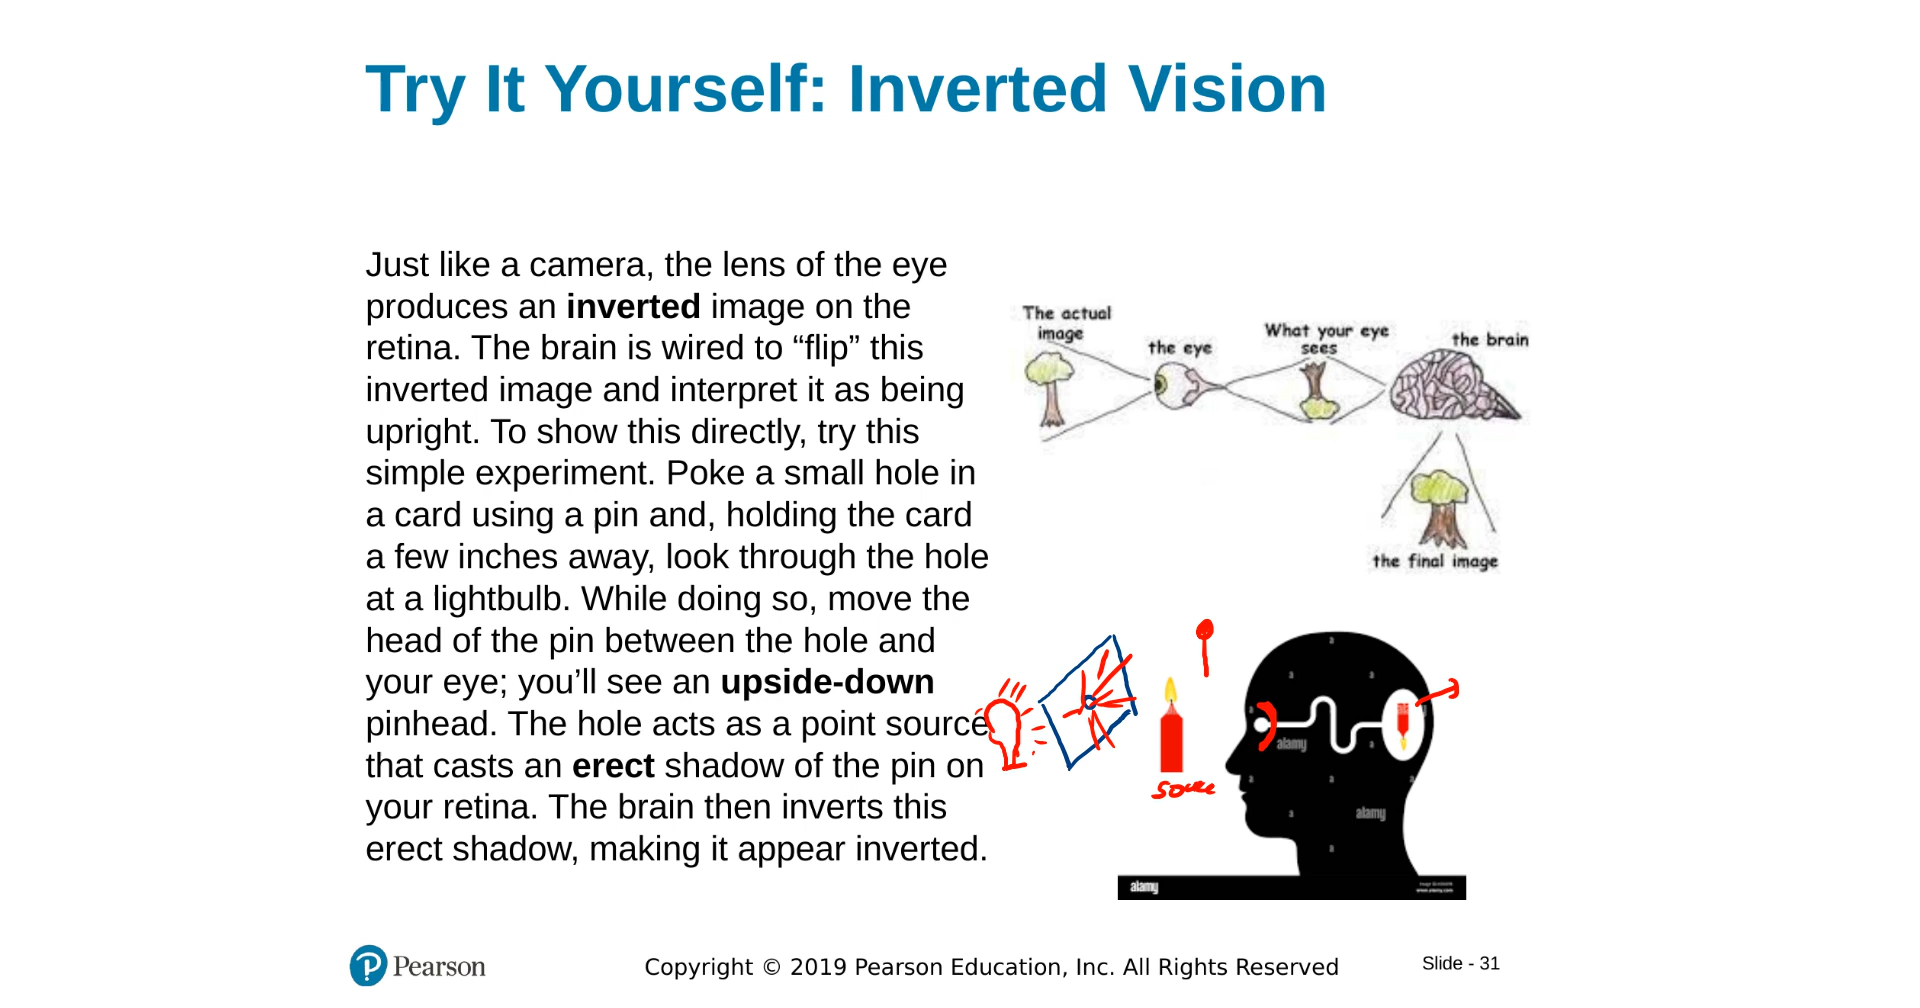 Try It Yourself: Inverted Vision
Just like a camera, the lens of the eye
produces an inverted image on the
retina. The brain is wired to “flip” this
inverted image and interpret it as being
upright. To show this directly, try this
simple experiment. Poke a small hole in
a card using a pin and, holding the card
a few inches away, look through the hole
at a lightbulb. While doing so, move the
head of the pin between the hole and
your eye; you’ll see an upside-down
pinhead. The hole acts as a point source
that casts an erect shadow of the pin on
your retina. The brain then inverts this
erect shadow, making it appear inverted.
The actual
image
the eye
What your eye
sees
the brain
the final image
a
a
a
a
a
alamy
a
a
a
a
a
alamy
a
alamy
Pearson
Copyright © 2019 Pearson Education, Inc. All Rights Reserved
Slide - 31